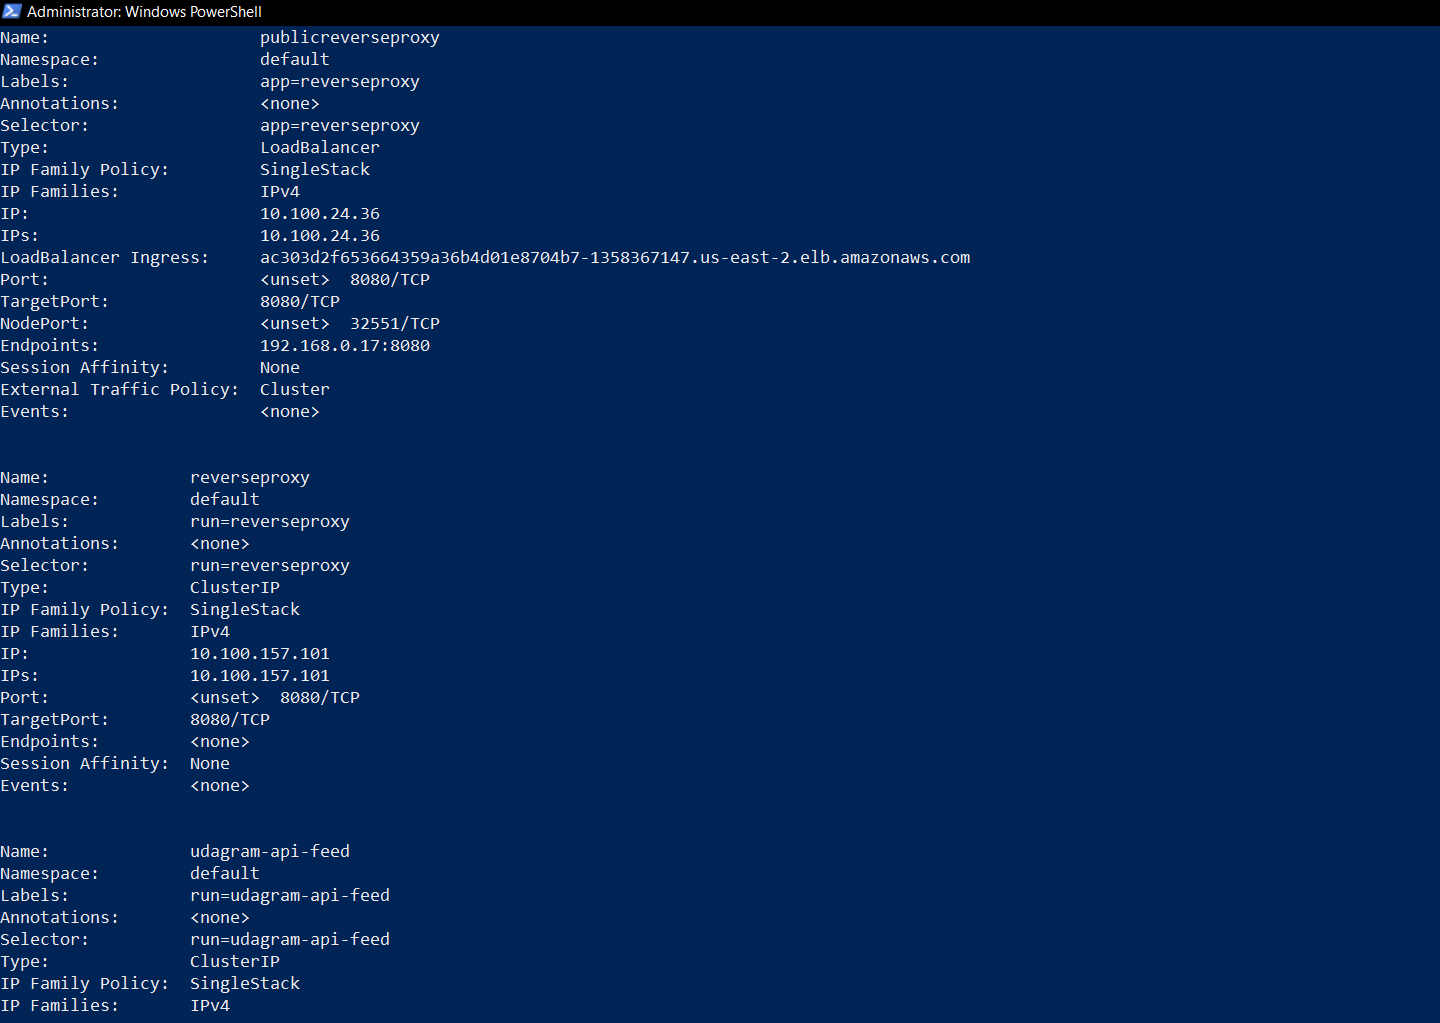 Administrator: Windows PowerShell
Name:                     publicreverseproxy
Namespace:                default
Labels:                   app=reverseproxy
Annotations:              <none>
Selector:                 app=reverseproxy
Type:                     LoadBalancer
IP Family Policy:         SingleStack
IP Families:              IPv4
IP:                       10.100.24.36
IPs:                      10.100.24.36
LoadBalancer Ingress:     ac303d2f653664359a36b4d01e8704b7-1358367147.us-east-2.elb.amazonaws.com
Port:                     <unset>  8080/TCP
TargetPort:               8080/TCP
NodePort:                 <unset>  32551/TCP
Endpoints:                192.168.0.17:8080
Session Affinity:         None
External Traffic Policy:  Cluster
Events:                   <none>
Name:              reverseproxy
Namespace:         default
Labels:            run=reverseproxy
Annotations:       <none>
Selector:          run=reverseproxy
Type:              ClusterIP
IP Family Policy:  SingleStack
IP Families:       IPv4
IP:                10.100.157.101
IPs:               10.100.157.101
Port:              <unset>  8080/TCP
TargetPort:        8080/TCP
Endpoints:         <none>
Session Affinity:  None
Events:            <none>
Name:              udagram-api-feed
Namespace:         default
Labels:            run=udagram-api-feed
Annotations:       <none>
Selector:          run=udagram-api-feed
Type:              ClusterIP
IP Family Policy:  SingleStack
IP Families:       IPv4